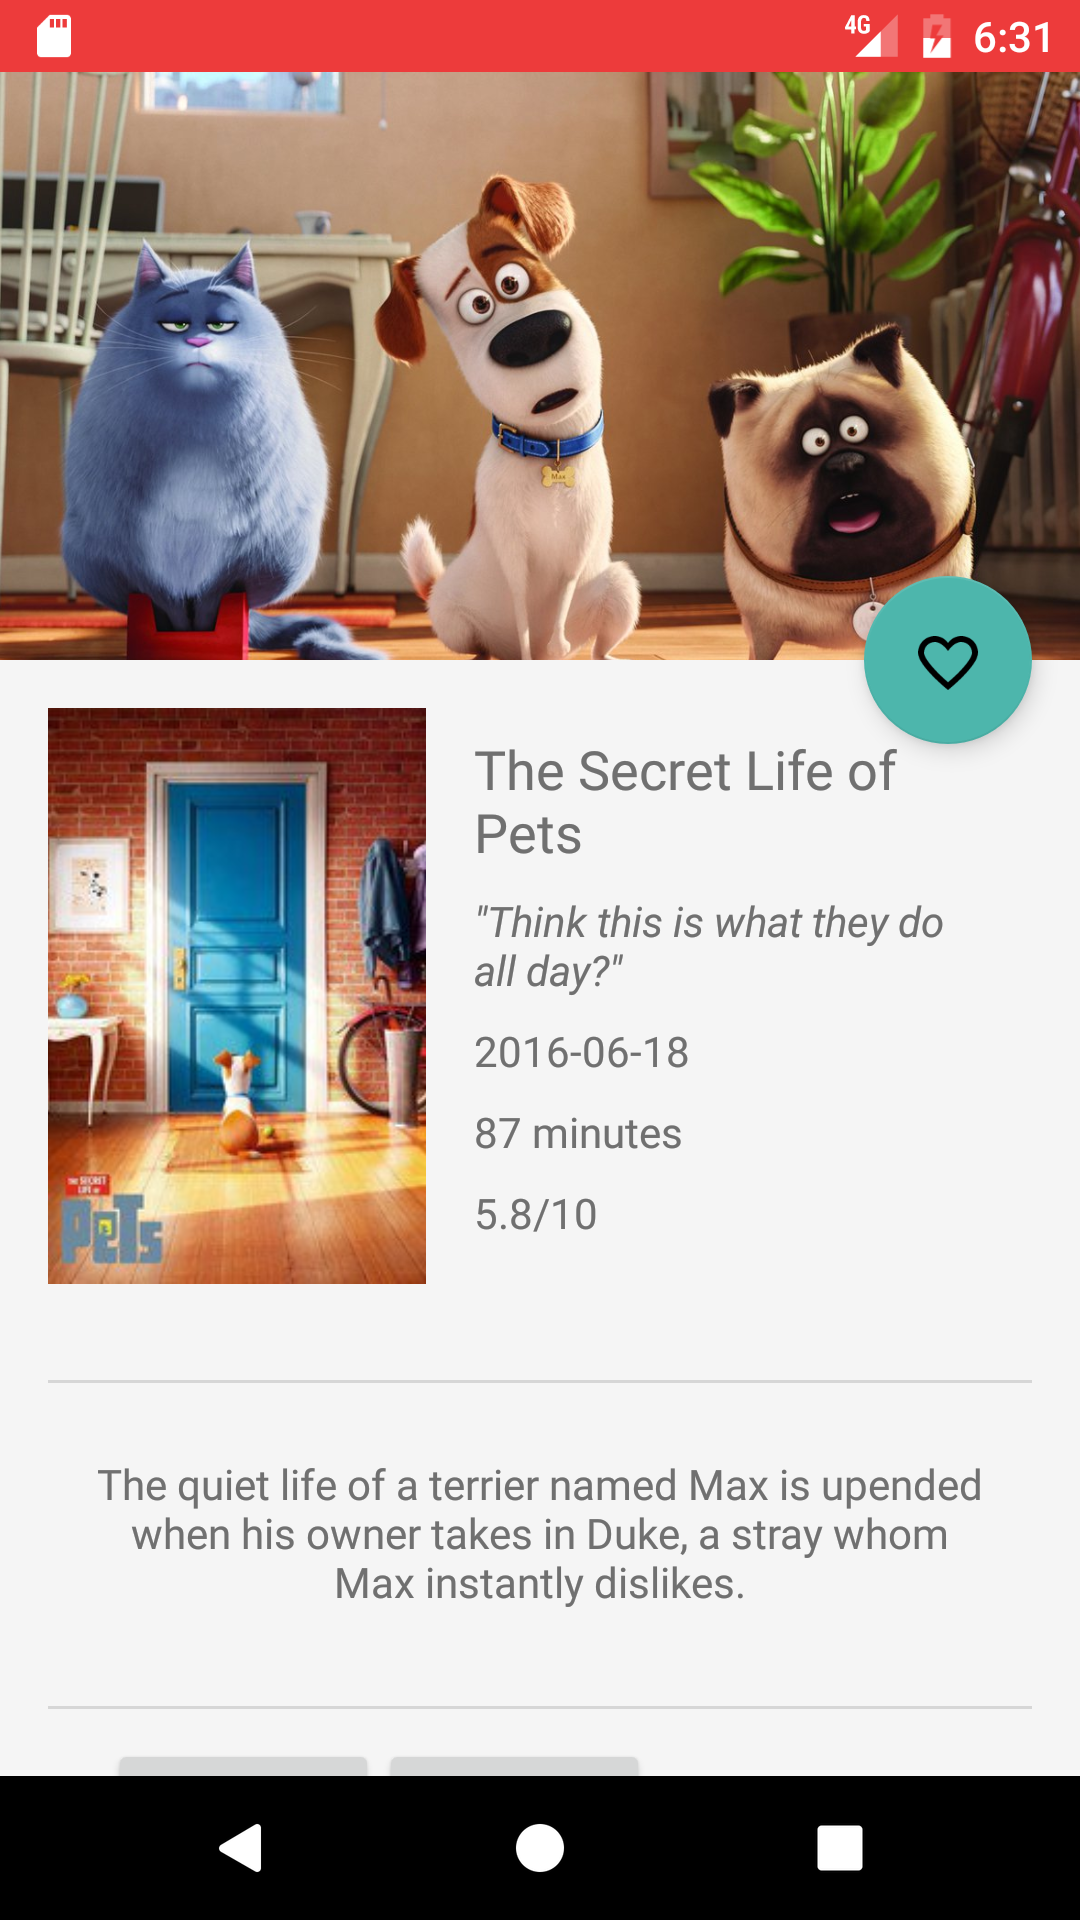 4G 6:31
Max
The Secret Life of
Pets
"Think this is what they do
all day?"
2016-06-18
87 minutes
5.8/10
THE SECRET
LIFE OF
PETS
The quiet life of a terrier named Max is upended
when his owner takes in Duke, a stray whom
Max instantly dislikes.